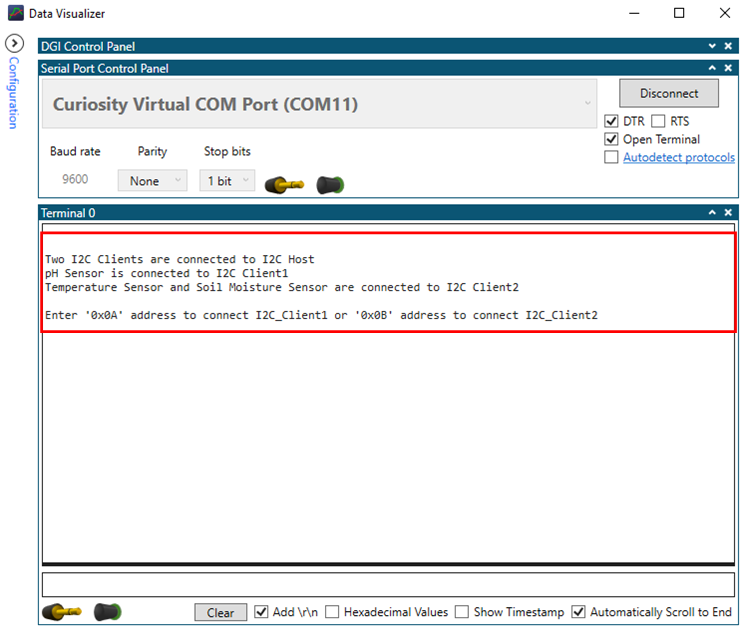 Data Visualizer
Configuration
DGI Control Panel
Serial Port Control Panel
Curiosity Virtual COM Port (COM11)
Disconnect
DTR RTS
Open Terminal
Autodetect protocols
Baud rate Parity Stop bits
9600 None 1 bit
Terminal 0
Two I2C Clients are connected to I2C Host
pH Sensor is connected to I2C Client1
Temperature Sensor and Soil Moisture Sensor are connected to I2C Client2
Enter '0x0A' address to connect I2C_Client1 or '0x0B' address to connect I2C_Client2
Clear Add \r\n Hexadecimal Values Show Timestamp Automatically Scroll to End